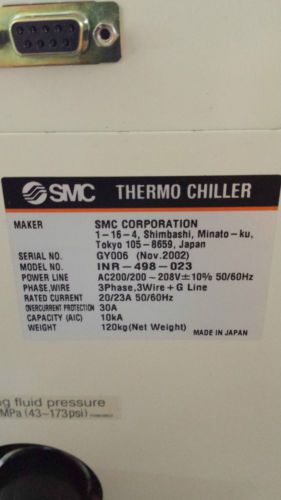 SMC THERMO CHILLER
MAKER SMC CORPORATION
1-16-4, Shimbashi, Minato-ku,
Tokyo 105-8659, Japan
SERIAL NO. GY006 (Nov.2002)
MODEL NO. INR-498-023
POWER LINE AC200/200-208V±10% 50/60Hz
PHASE,WIRE 3Phase,3Wire+G Line
RATED CURRENT 20/23A 50/60Hz
OVERCURRENT PROTECTION 30A
CAPACITY (AIC) 10kA
WEIGHT 120kg(Net Weight)
MADE IN JAPAN
fluid pressure
MPa (43~173psi)